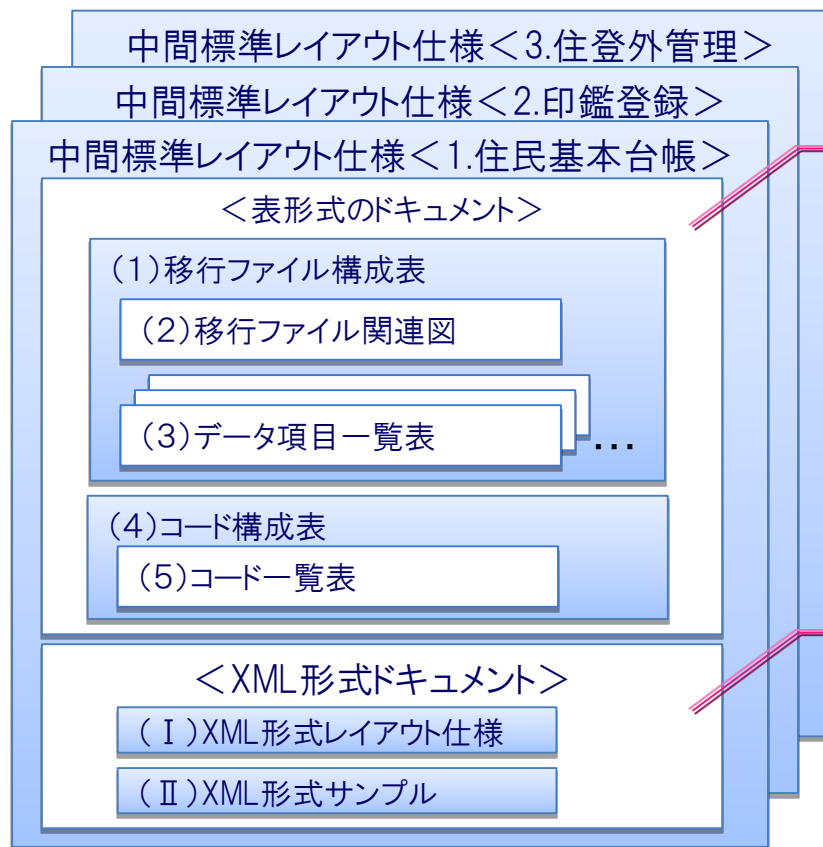 中間標準レイアウト仕様＜3.住登外管理＞
中間標準レイアウト仕様＜2.印鑑登録＞
中間標準レイアウト仕様＜1.住民基本台帳＞
＜表形式のドキュメント＞
(1)移行ファイル構成表
(2)移行ファイル関連図
(3)データ項目一覧表
...
(4)コード構成表
(5)コード一覧表
＜XML形式ドキュメント＞
(Ⅰ)XML形式レイアウト仕様
(Ⅱ)XML形式サンプル